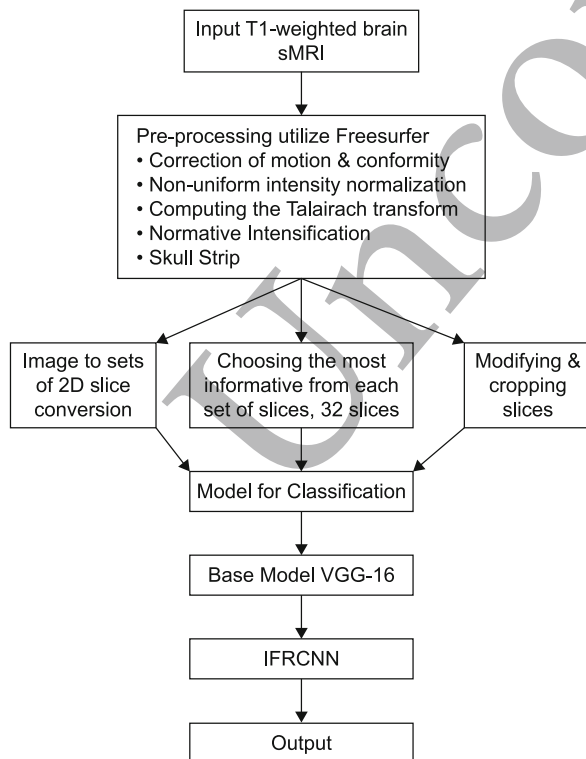 Input T1-weighted brain
sMRI
Pre-processing utilize Freesurfer
• Correction of motion & conformity
• Non-uniform intensity normalization
• Computing the Talairach transform
• Normative Intensification
• Skull Strip
Image to sets
of 2D slice
conversion
Choosing the most
informative from each
set of slices, 32 slices
Modifying &
cropping
slices
Model for Classification
Base Model VGG-16
IFRCNN
Output
Unco